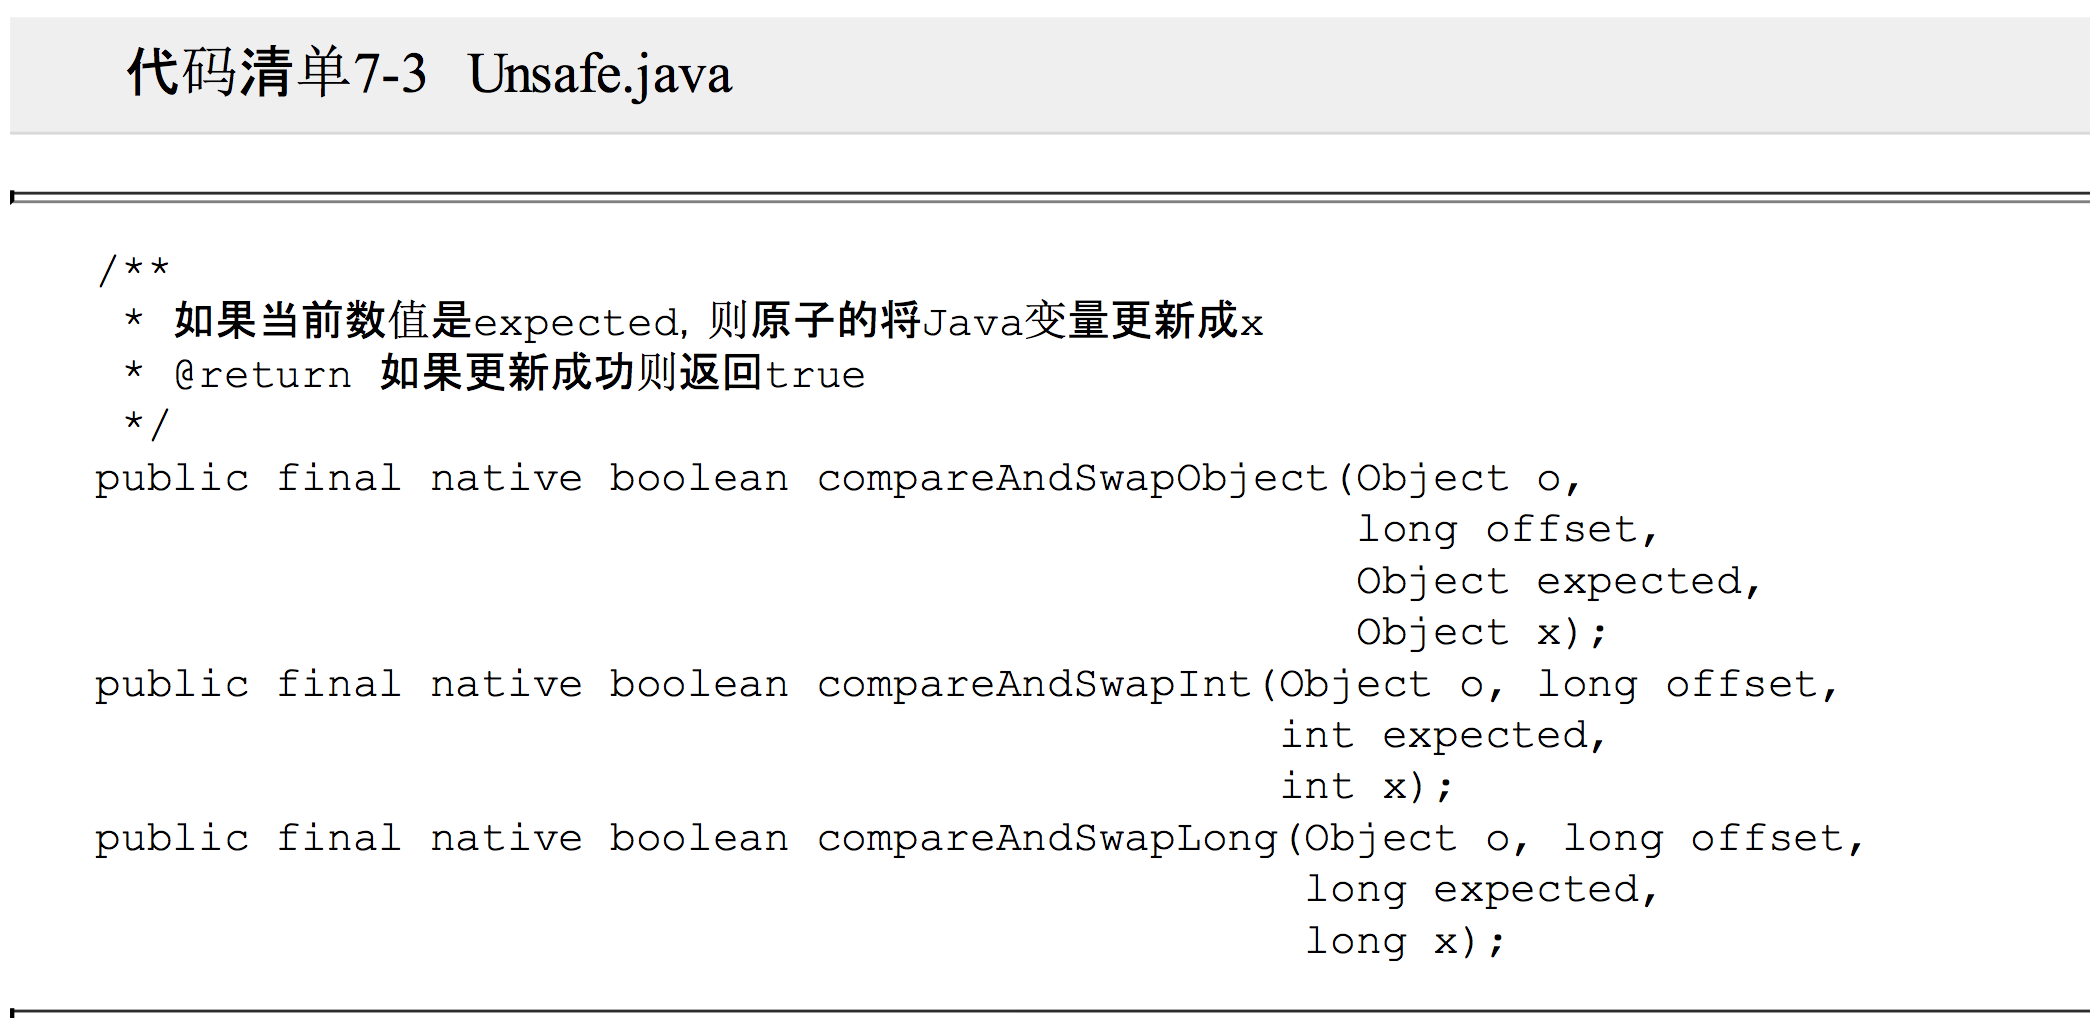 代码清单7-3 Unsafe.java
/**
 * 如果当前数值是expected, 则原子的将Java变量更新成x
 * @return 如果更新成功则返回true
 */
public final native boolean compareAndSwapObject(Object o,
                                                 long offset,
                                                 Object expected,
                                                 Object x);
public final native boolean compareAndSwapInt(Object o, long offset,
                                              int expected,
                                              int x);
public final native boolean compareAndSwapLong(Object o, long offset,
                                               long expected,
                                               long x);